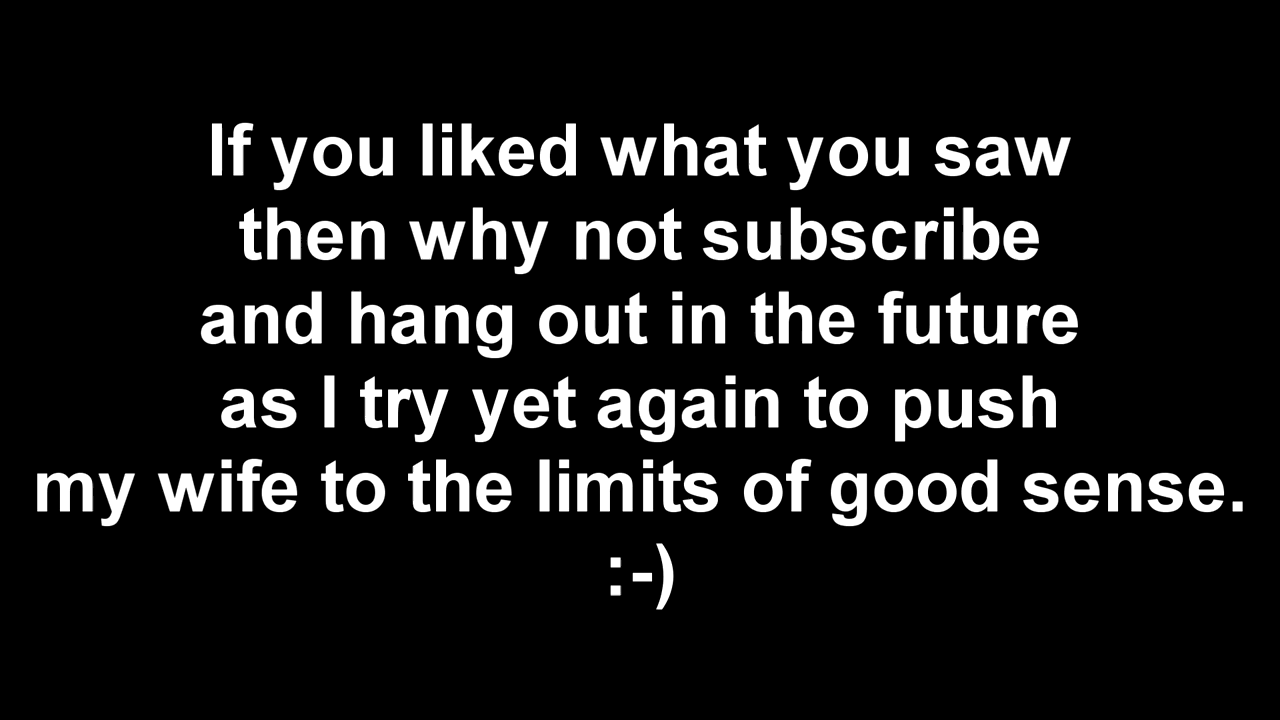 If you liked what you saw
then why not subscribe
and hang out in the future
as I try yet again to push
my wife to the limits of good sense.
:-)